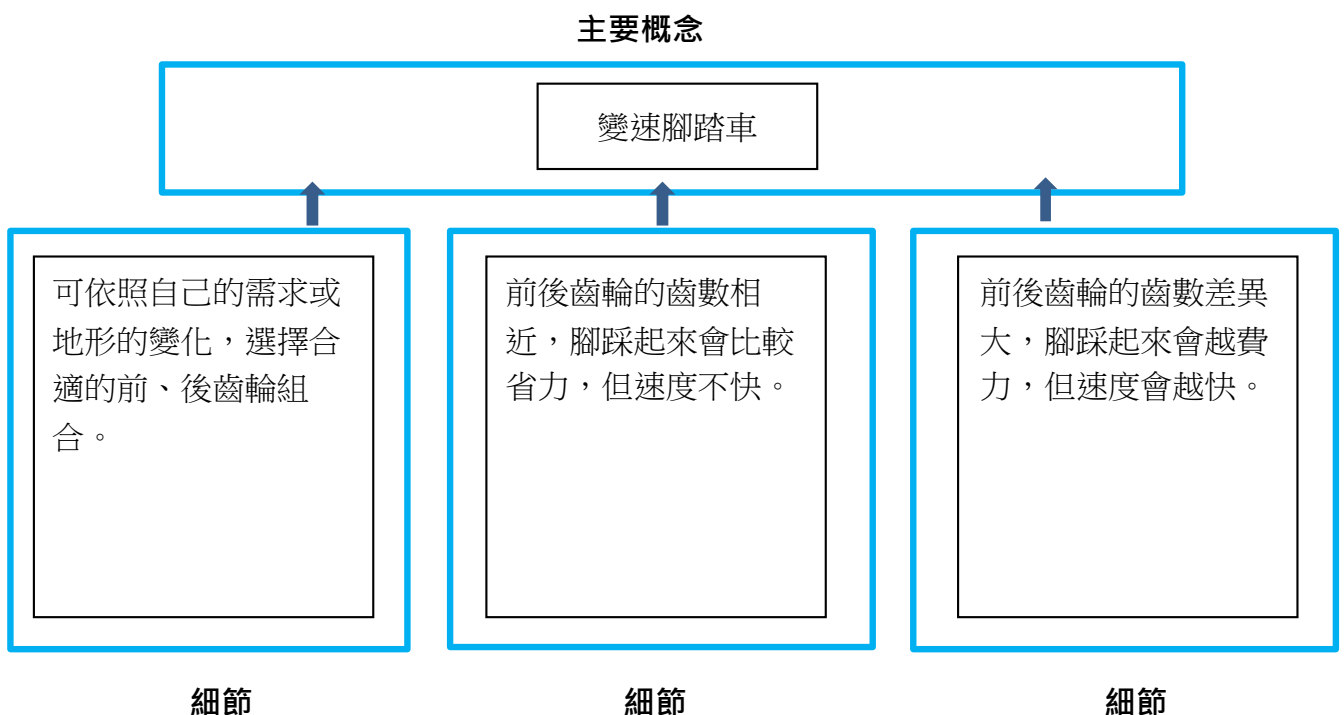 主要概念
變速腳踏車
可依照自己的需求或
地形的變化，選擇合
適的前、後齒輪組
合。
前後齒輪的齒數相
近，腳踩起來會比較
省力，但速度不快。
前後齒輪的齒數差異
大，腳踩起來會越費
力，但速度會越快。
細節
細節
細節